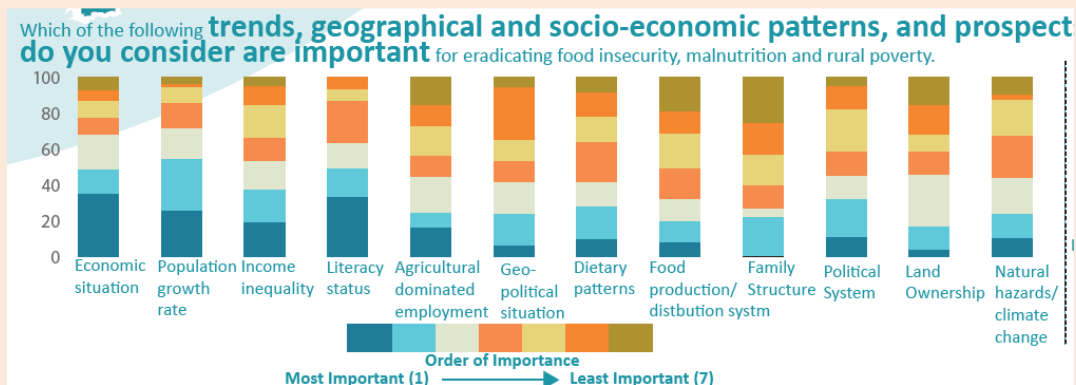 Which of the following trends, geographical and socio-economic patterns, and prospects
do you consider are important for eradicating food insecurity, malnutrition and rural poverty.
100
80
60
40
20
0
Economic situation
Population growth rate
Income inequality
Literacy status
Agricultural dominated employment
Geo-political situation
Dietary patterns
Food production/ distbution systm
Family Structure
Political System
Land Ownership
Natural hazards/ climate change
Order of Importance
Most Important (1) Least Important (7)